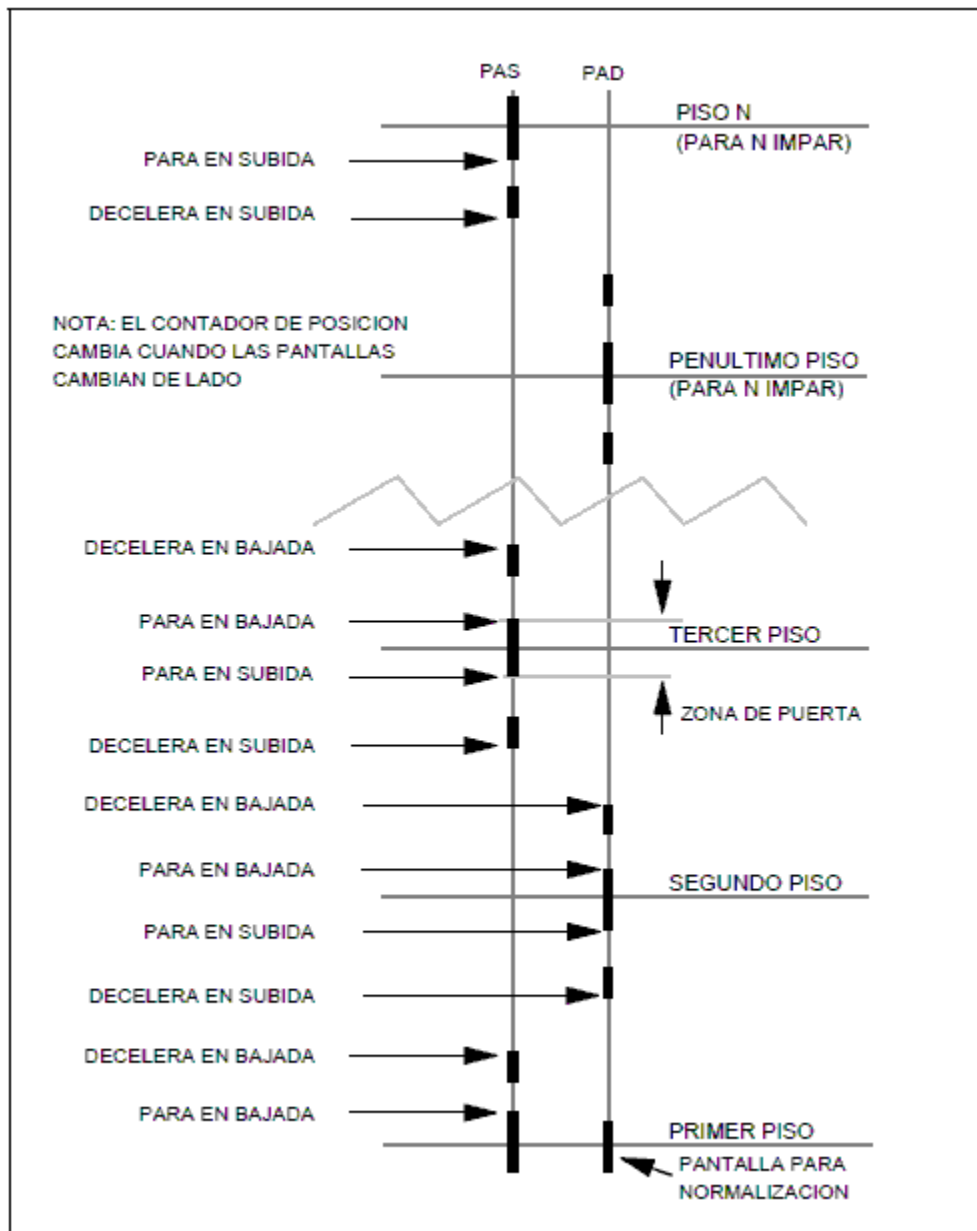 PAS PAD
PISO N
(PARA N IMPAR)
PARA EN SUBIDA
DECELERA EN SUBIDA
NOTA: EL CONTADOR DE POSICION
CAMBIA CUANDO LAS PANTALLAS
CAMBIAN DE LADO
PENULTIMO PISO
(PARA N IMPAR)
DECELERA EN BAJADA
PARA EN BAJADA
TERCER PISO
PARA EN SUBIDA
ZONA DE PUERTA
DECELERA EN SUBIDA
DECELERA EN BAJADA
PARA EN BAJADA
SEGUNDO PISO
PARA EN SUBIDA
DECELERA EN SUBIDA
DECELERA EN BAJADA
PARA EN BAJADA
PRIMER PISO
PANTALLA PARA
NORMALIZACION